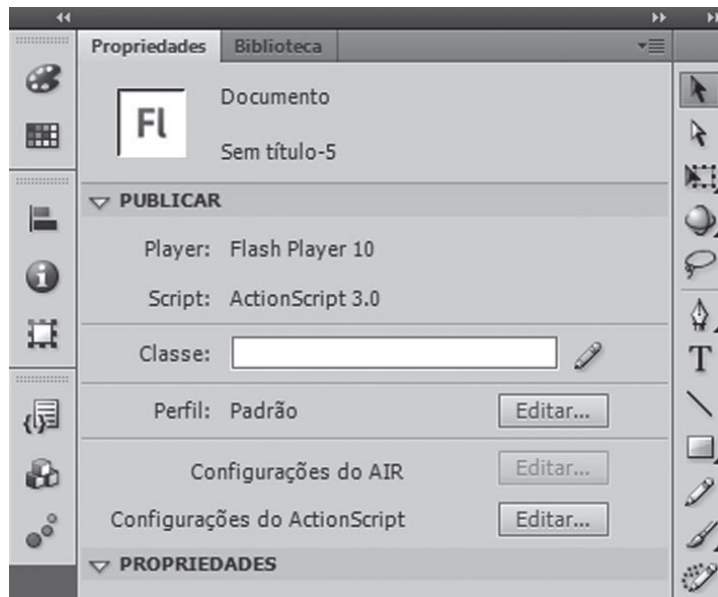 Propriedades Biblioteca
Fl
Documento
Sem título-5
PUBLICAR
Player: Flash Player 10
Script: ActionScript 3.0
Classe:
Perfil: Padrão Editar...
Configurações do AIR Editar...
Configurações do ActionScript Editar...
PROPRIEDADES
T